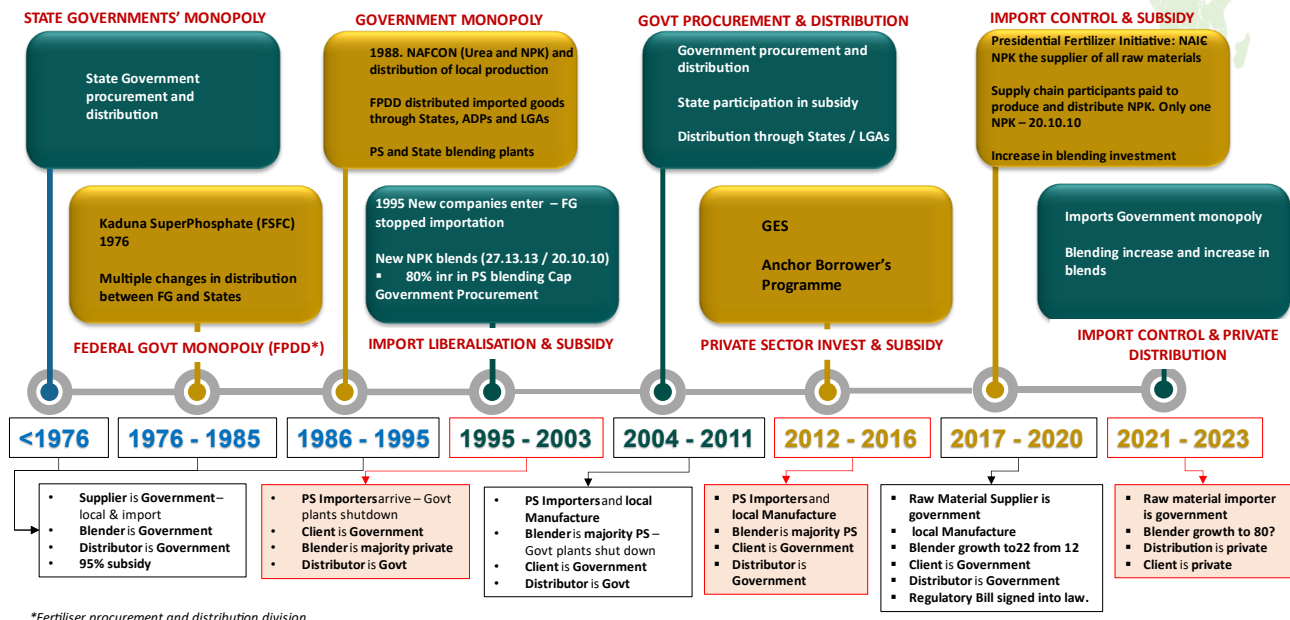 STATE GOVERNMENTS’ MONOPOLY
State Government
procurement and
distribution
GOVERNMENT MONOPOLY
1988. NAFCON (Urea and NPK) and
distribution of local production
FPDD distributed imported goods
through States, ADPs and LGAs
PS and State blending plants
GOVT PROCUREMENT & DISTRIBUTION
Government procurement and
distribution
State participation in subsidy
Distribution through States / LGAs
IMPORT CONTROL & SUBSIDY
Presidential Fertilizer Initiative: NAIC
NPK the supplier of all raw materials
Supply chain participants paid to
produce and distribute NPK. Only one
NPK – 20.10.10
Increase in blending investment
Kaduna SuperPhosphate (FSFC)
1976
Multiple changes in distribution
between FG and States
FEDERAL GOVT MONOPOLY (FPDD*)
1995 New companies enter – FG
stopped importation
New NPK blends (27.13.13 / 20.10.10)
▪ 80% inr in PS blending Cap
Government Procurement
IMPORT LIBERALISATION & SUBSIDY
GES
Anchor Borrower’s
Programme
PRIVATE SECTOR INVEST & SUBSIDY
Imports Government monopoly
Blending increase and increase in
blends
IMPORT CONTROL & PRIVATE
DISTRIBUTION
<1976
1976 - 1985
1986 - 1995
1995 - 2003
2004 - 2011
2012 - 2016
2017 - 2020
2021 - 2023
• Supplier is Government –
local & import
• Blender is Government
• Distributor is Government
• 95% subsidy
• PS Importers arrive – Govt
plants shutdown
• Client is Government
• Blender is majority private
• Distributor is Govt
• PS Importers and local
Manufacture
• Blender is majority PS –
Govt plants shut down
• Client is Government
• Distributor is Govt
▪ PS Importers and
local Manufacture
▪ Blender is majority PS
▪ Client is Government
▪ Distributor is
Government
▪ Raw Material Supplier is
government
▪ local Manufacture
▪ Blender growth to22 from 12
▪ Client is Government
▪ Distributor is Government
▪ Regulatory Bill signed into law.
▪ Raw material importer
is government
▪ Blender growth to 80?
▪ Distribution is private
▪ Client is private
*Fertiliser procurement and distribution division